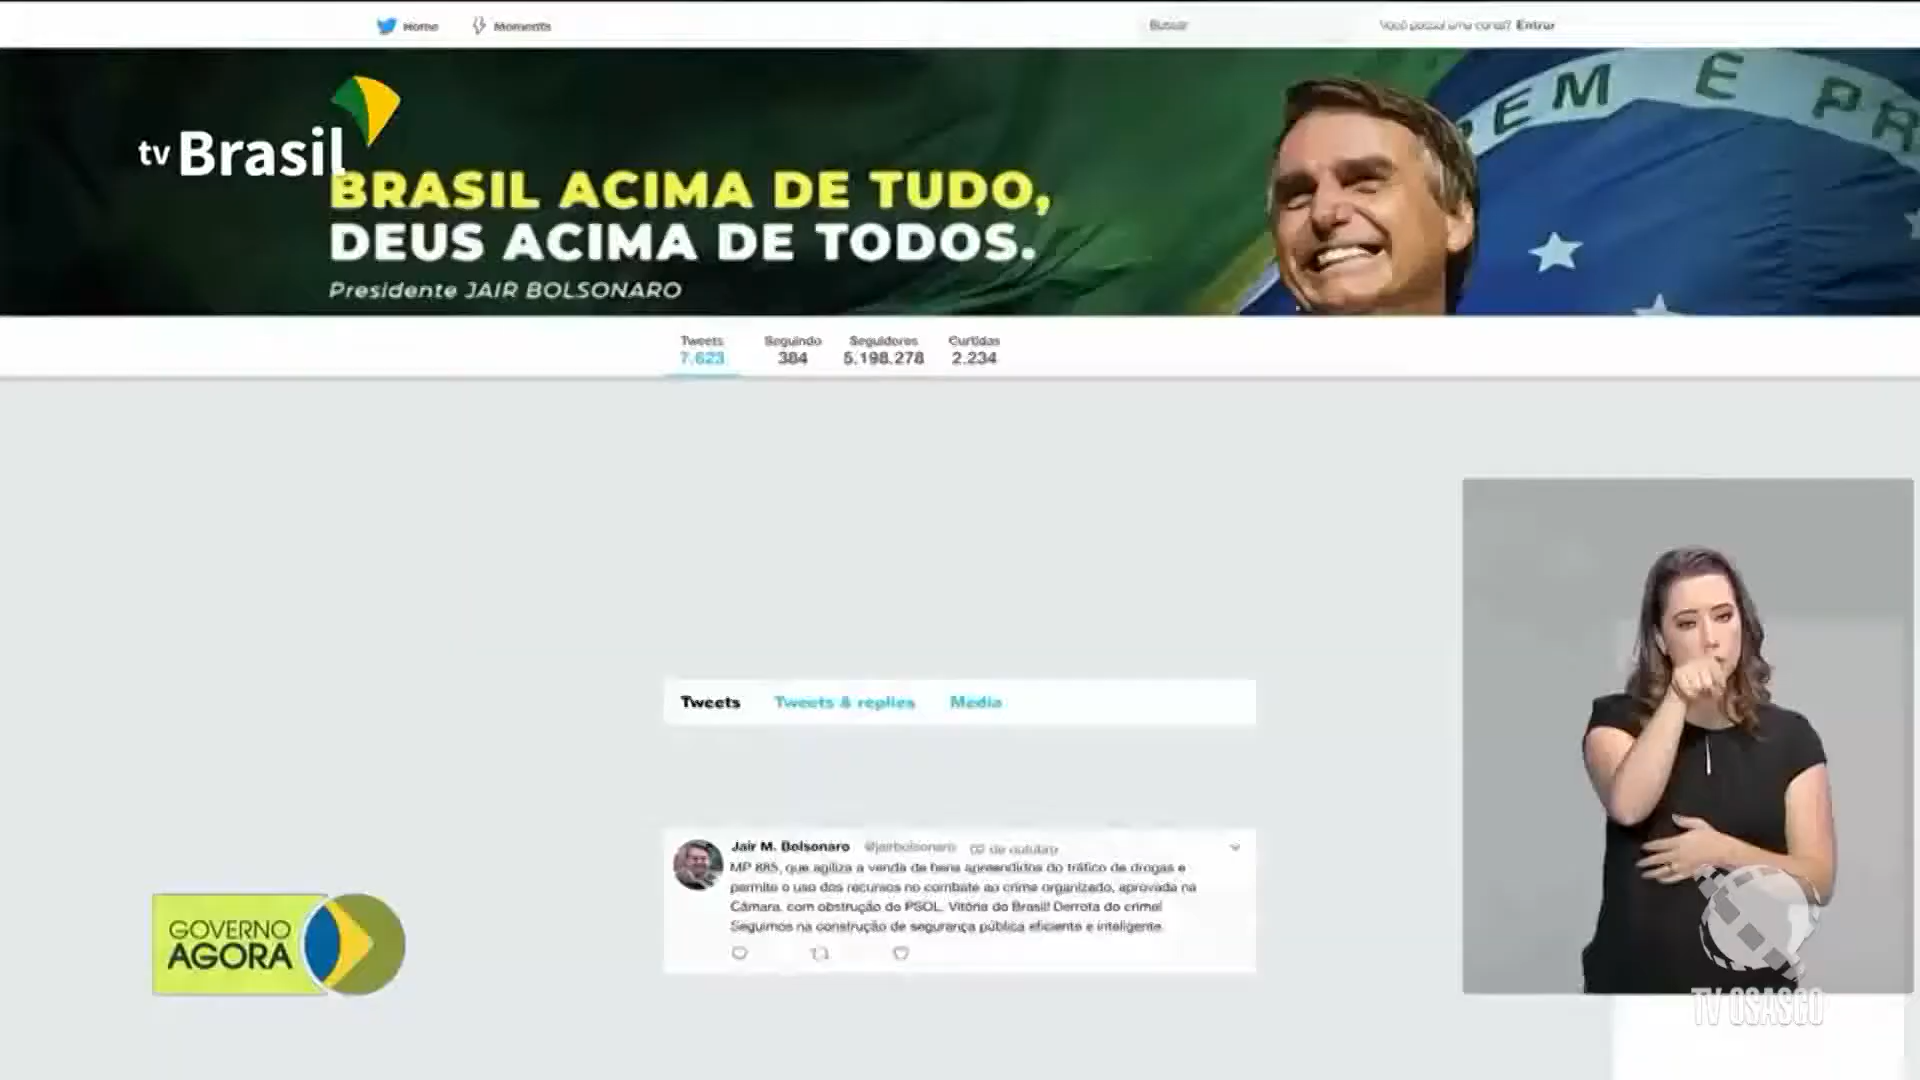 Home
Moments
Buscar
Você possui uma conta? Entrar
tv Brasil
BRASIL ACIMA DE TUDO,
DEUS ACIMA DE TODOS.
Presidente JAIR BOLSONARO
EM E PR
Tweets Seguindo Seguidores Curtidas
7.623 384 5.198.278 2.234
Tweets Tweets & replies Media
Jair M. Bolsonaro @jairbolsonaro 02 de outubro
MP 885, que agiliza a venda de bens apreendidos do tráfico de drogas e
permite o uso dos recursos no combate ao crime organizado, aprovada na
Câmara, com obstrução do PSOL. Vitória do Brasil! Derrota do crime!
Seguimos na construção de segurança pública eficiente e inteligente.
GOVERNO
AGORA
TV OSASCO